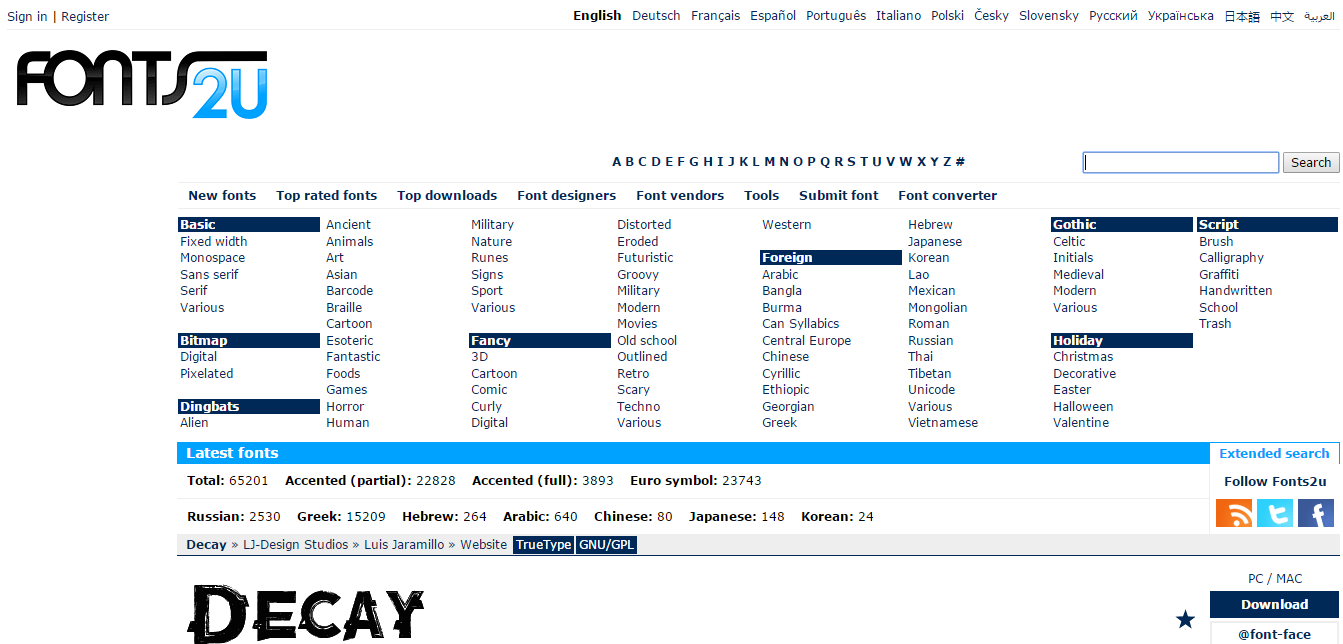 Sign in | Register
English Deutsch Français Español Português Italiano Polski Česky Slovensky Русский Українська 日本語 中文 العربية
FONTS2U
A B C D E F G H I J K L M N O P Q R S T U V W X Y Z #
Search
New fonts Top rated fonts Top downloads Font designers Font vendors Tools Submit font Font converter
Basic
Fixed width
Monospace
Sans serif
Serif
Various
Bitmap
Digital
Pixelated
Dingbats
Alien
Ancient
Animals
Art
Asian
Barcode
Braille
Cartoon
Esoteric
Fantastic
Foods
Games
Horror
Human
Military
Nature
Runes
Signs
Sport
Various
Fancy
3D
Cartoon
Comic
Curly
Digital
Distorted
Eroded
Futuristic
Groovy
Military
Modern
Movies
Old school
Outlined
Retro
Scary
Techno
Various
Western
Foreign
Arabic
Bangla
Burma
Can Syllabics
Central Europe
Chinese
Cyrillic
Ethiopic
Georgian
Greek
Hebrew
Japanese
Korean
Lao
Mexican
Mongolian
Roman
Russian
Thai
Tibetan
Unicode
Various
Vietnamese
Gothic
Celtic
Initials
Medieval
Modern
Various
Holiday
Christmas
Decorative
Easter
Halloween
Valentine
Script
Brush
Calligraphy
Graffiti
Handwritten
School
Trash
Latest fonts
Extended search
Total: 65201 Accented (partial): 22828 Accented (full): 3893 Euro symbol: 23743
Follow Fonts2u
Russian: 2530 Greek: 15209 Hebrew: 264 Arabic: 640 Chinese: 80 Japanese: 148 Korean: 24
Decay » LJ-Design Studios » Luis Jaramillo » Website TrueType GNU/GPL
DECAY
PC / MAC
Download
@font-face